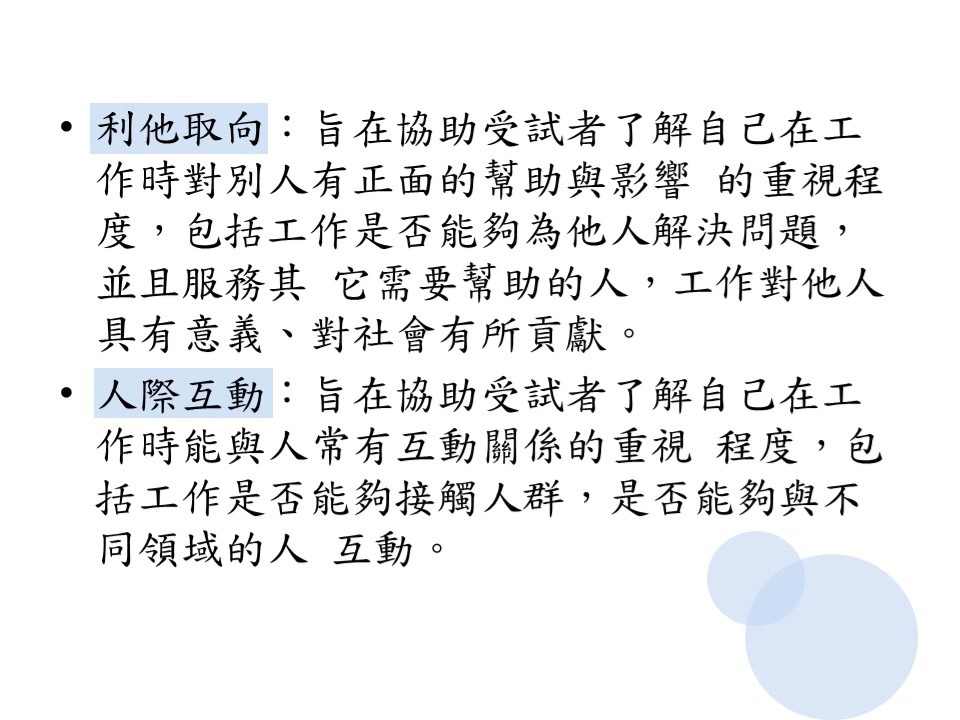 • 利他取向：旨在協助受試者了解自己在工
作時對別人有正面的幫助與影響 的重視程
度，包括工作是否能夠為他人解決問題，
並且服務其 它需要幫助的人，工作對他人
具有意義、對社會有所貢獻。
• 人際互動：旨在協助受試者了解自己在工
作時能與人常有互動關係的重視 程度，包
括工作是否能夠接觸人群，是否能夠與不
同領域的人 互動。